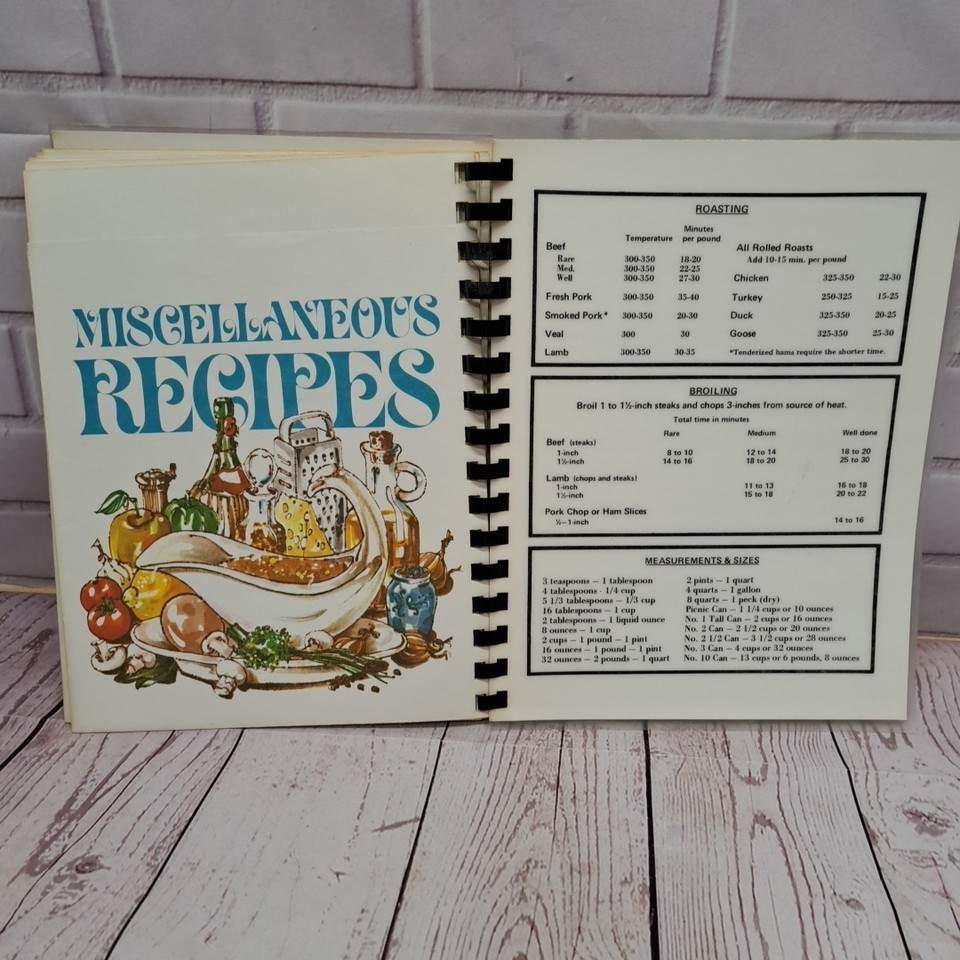 MISCELLANEOUS
RECIPES
ROASTING
Temperature Minutes per pound
Beef
Rare 300-350 18-20
Med. 300-350 22-25
Well 300-350 27-30
Fresh Pork 300-350 35-40
Smoked Pork* 300-350 20-30
Veal 300 30
Lamb 300-350 30-35
All Rolled Roasts
Add 10-15 min. per pound
Chicken 325-350 22-30
Turkey 250-325 15-25
Duck 325-350 20-25
Goose 325-350 25-30
*Tenderized hams require the shorter time.
BROILING
Broil 1 to 1½-inch steaks and chops 3-inches from source of heat.
Total time in minutes
Rare Medium Well done
Beef (steaks)
1-inch 8 to 10 12 to 14 18 to 20
1½-inch 14 to 16 18 to 20 25 to 30
Lamb (chops and steaks)
1-inch 11 to 13 16 to 18
1½-inch 15 to 18 20 to 22
Pork Chop or Ham Slices
½—1-inch 14 to 16
MEASUREMENTS & SIZES
3 teaspoons — 1 tablespoon
4 tablespoons - 1/4 cup
5 1/3 tablespoons — 1/3 cup
16 tablespoons — 1 cup
2 tablespoons — 1 liquid ounce
8 ounces — 1 cup
2 cups — 1 pound — 1 pint
16 ounces — 1 pound — 1 pint
32 ounces — 2 pounds — 1 quart
2 pints — 1 quart
4 quarts — 1 gallon
8 quarts — 1 peck (dry)
Picnic Can — 1 1/4 cups or 10 ounces
No. 1 Tall Can — 2 cups or 16 ounces
No. 2 Can — 2 1/2 cups or 20 ounces
No. 2 1/2 Can — 3 1/2 cups or 28 ounces
No. 3 Can — 4 cups or 32 ounces
No. 10 Can — 13 cups or 6 pounds, 8 ounces